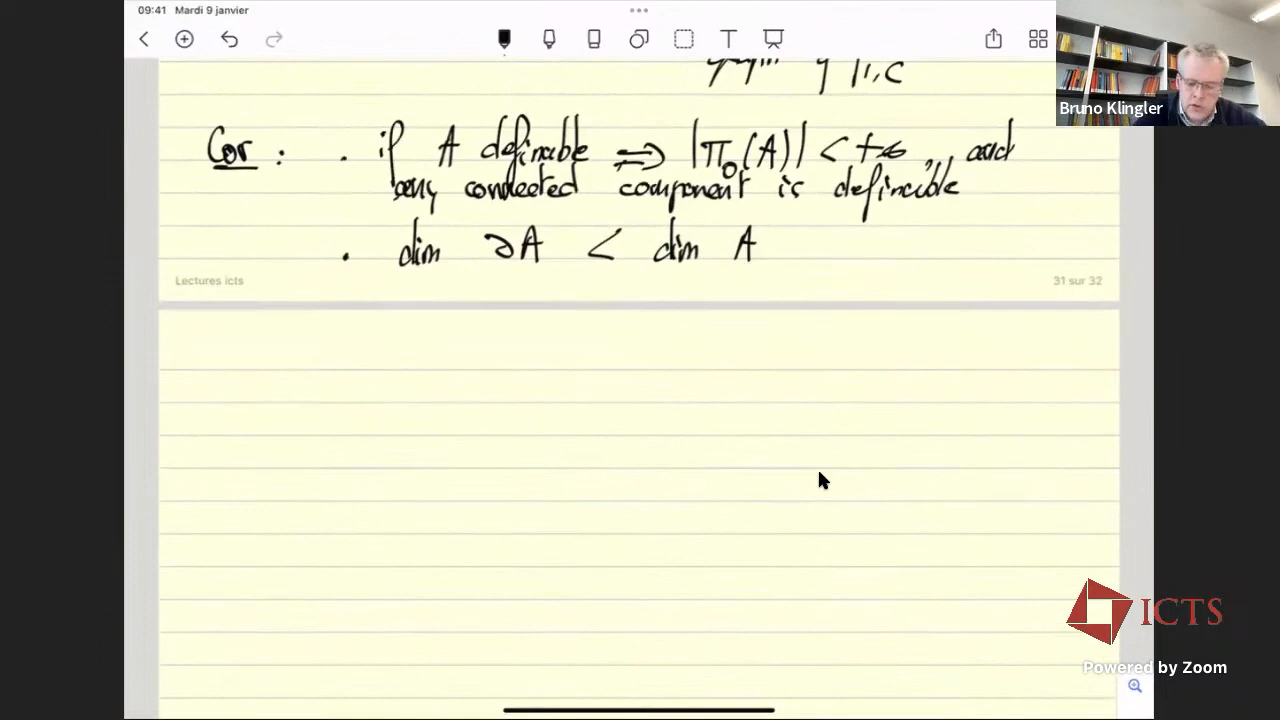 09:41 Mardi 9 janvier
Bruno Klingler
Cor : . if A definable ⇒ |π₀(A)| < +∞, and
any connected component is definable
. dim ∂A < dim A
Lectures icts 31 sur 32
ICTS
Powered by Zoom